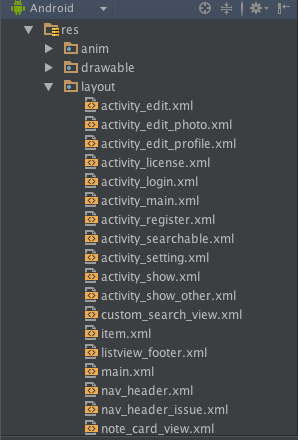 Android
res
anim
drawable
layout
activity_edit.xml
activity_edit_photo.xml
activity_edit_profile.xml
activity_license.xml
activity_login.xml
activity_main.xml
activity_register.xml
activity_searchable.xml
activity_setting.xml
activity_show.xml
activity_show_other.xml
custom_search_view.xml
item.xml
listview_footer.xml
main.xml
nav_header.xml
nav_header_issue.xml
note_card_view.xml